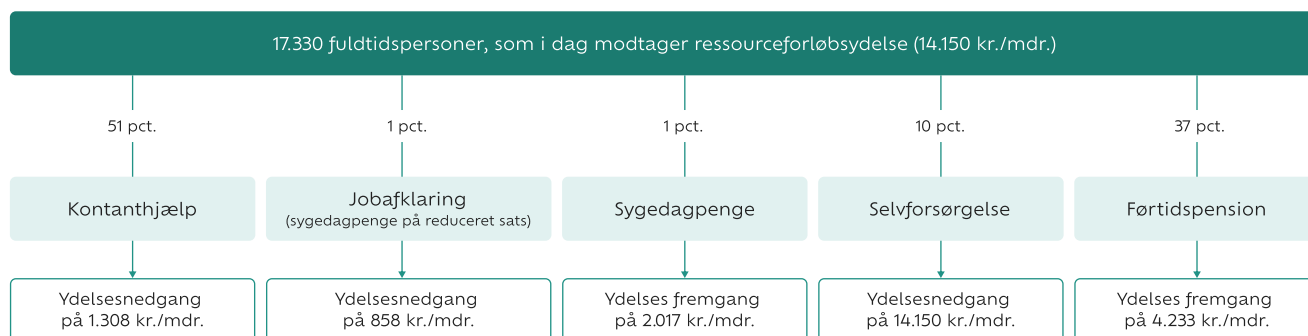 17.330 fuldtidspersoner, som i dag modtager ressourceforløbsydelse (14.150 kr./mdr.)
51 pct.
1 pct.
1 pct.
10 pct.
37 pct.
Kontanthjælp
Jobafklaring
(sygedagpenge på reduceret sats)
Sygedagpenge
Selvforsørgelse
Førtidspension
Ydelsesnedgang
på 1.308 kr./mdr.
Ydelsesnedgang
på 858 kr./mdr.
Ydelses fremgang
på 2.017 kr./mdr.
Ydelsesnedgang
på 14.150 kr./mdr.
Ydelses fremgang
på 4.233 kr./mdr.